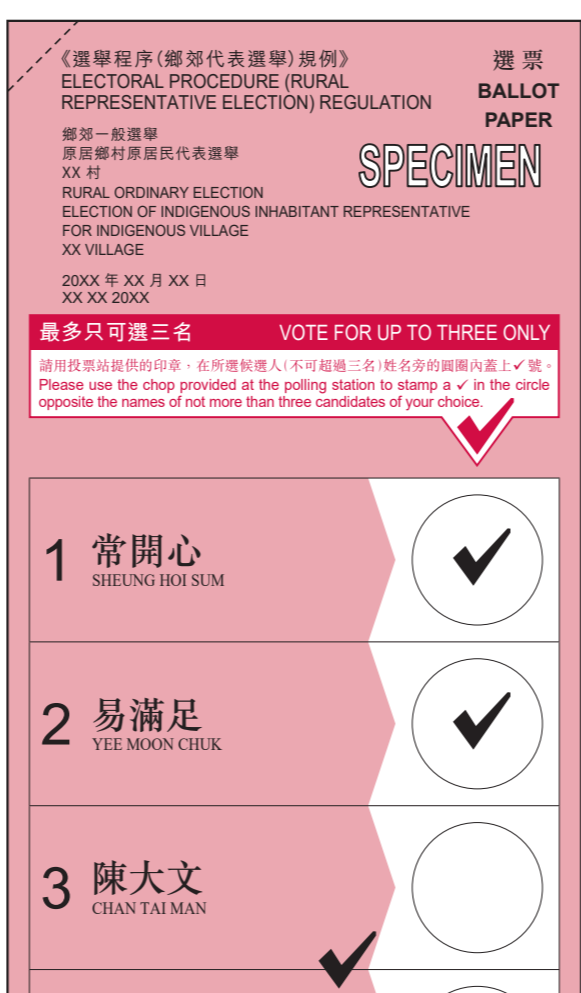 《選舉程序(鄉郊代表選舉)規例》
ELECTORAL PROCEDURE (RURAL
REPRESENTATIVE ELECTION) REGULATION
選票
BALLOT
PAPER
SPECIMEN
鄉郊一般選舉
原居鄉村原居民代表選舉
XX 村
RURAL ORDINARY ELECTION
ELECTION OF INDIGENOUS INHABITANT REPRESENTATIVE
FOR INDIGENOUS VILLAGE
XX VILLAGE
20XX 年 XX 月 XX 日
XX XX 20XX
最多只可選三名 VOTE FOR UP TO THREE ONLY
請用投票站提供的印章，在所選候選人(不可超過三名)姓名旁的圓圈內蓋上✓號。
Please use the chop provided at the polling station to stamp a ✓ in the circle
opposite the names of not more than three candidates of your choice.
1 常開心
SHEUNG HOI SUM
2 易滿足
YEE MOON CHUK
3 陳大文
CHAN TAI MAN